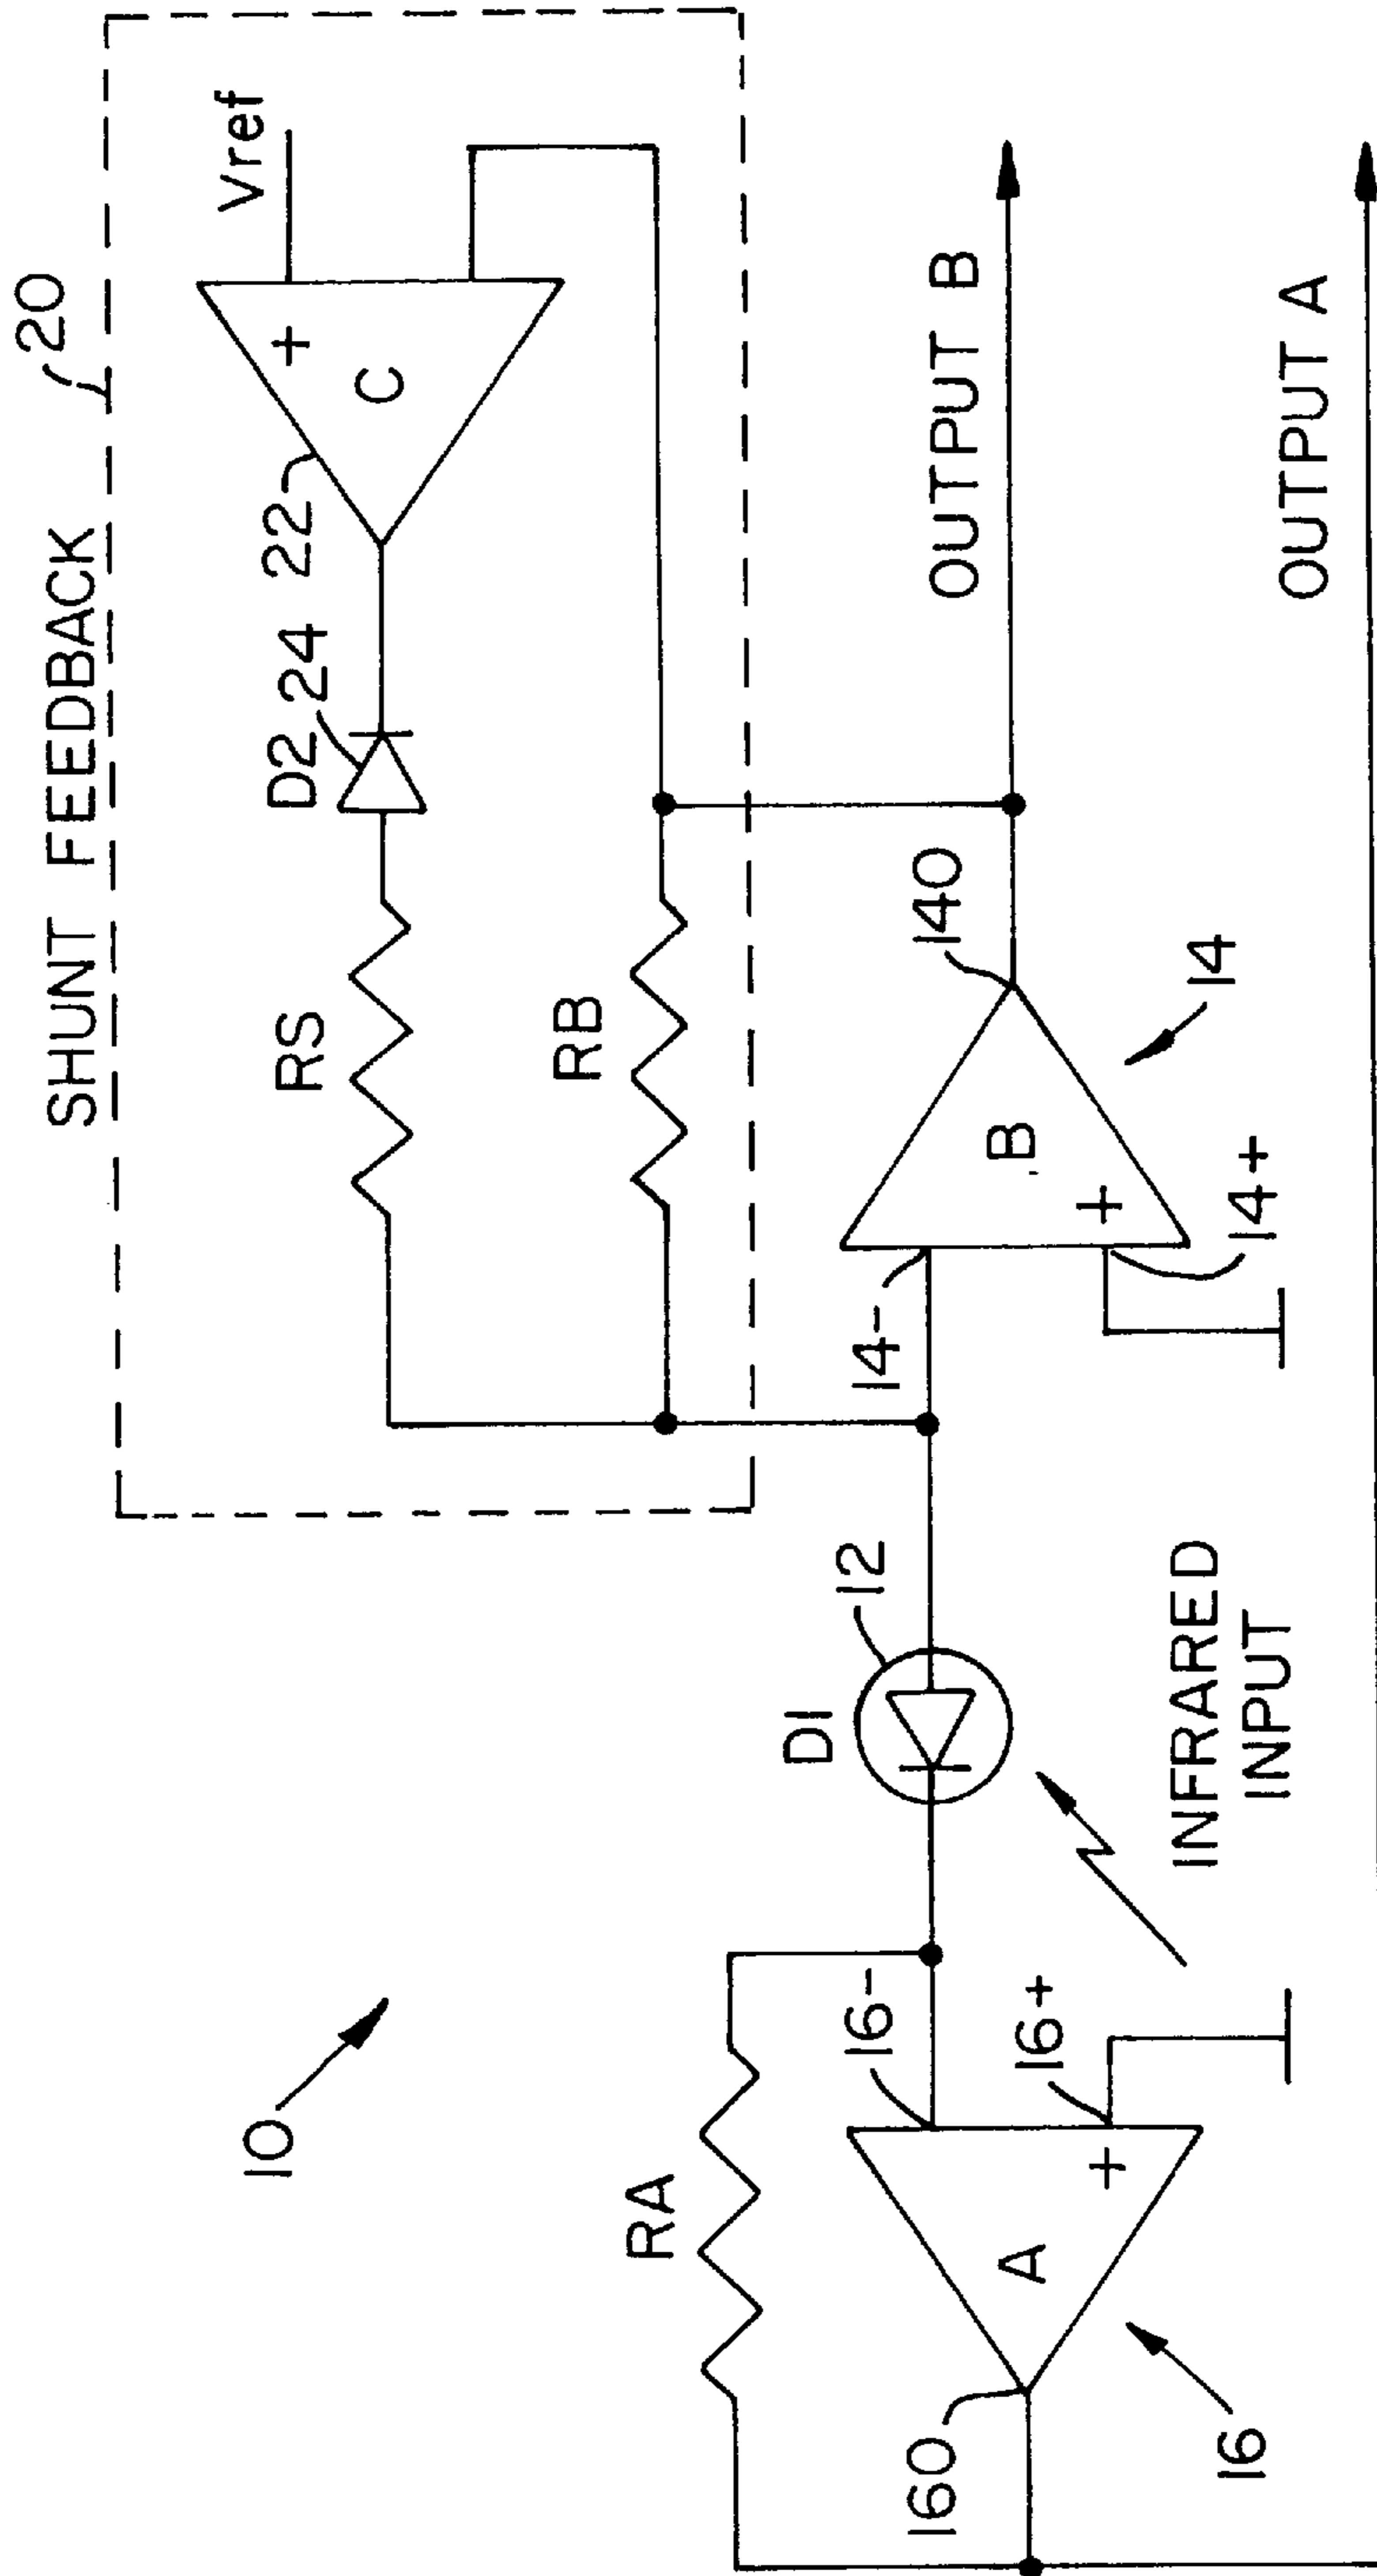 SHUNT FEEDBACK
20
Vref
+
C
22
D2
24
RS
RB
10
RA
DI
12
14-
B
+
14+
140
14
OUTPUT B
16-
16+
A
+
160
16
INFRARED
INPUT
OUTPUT A